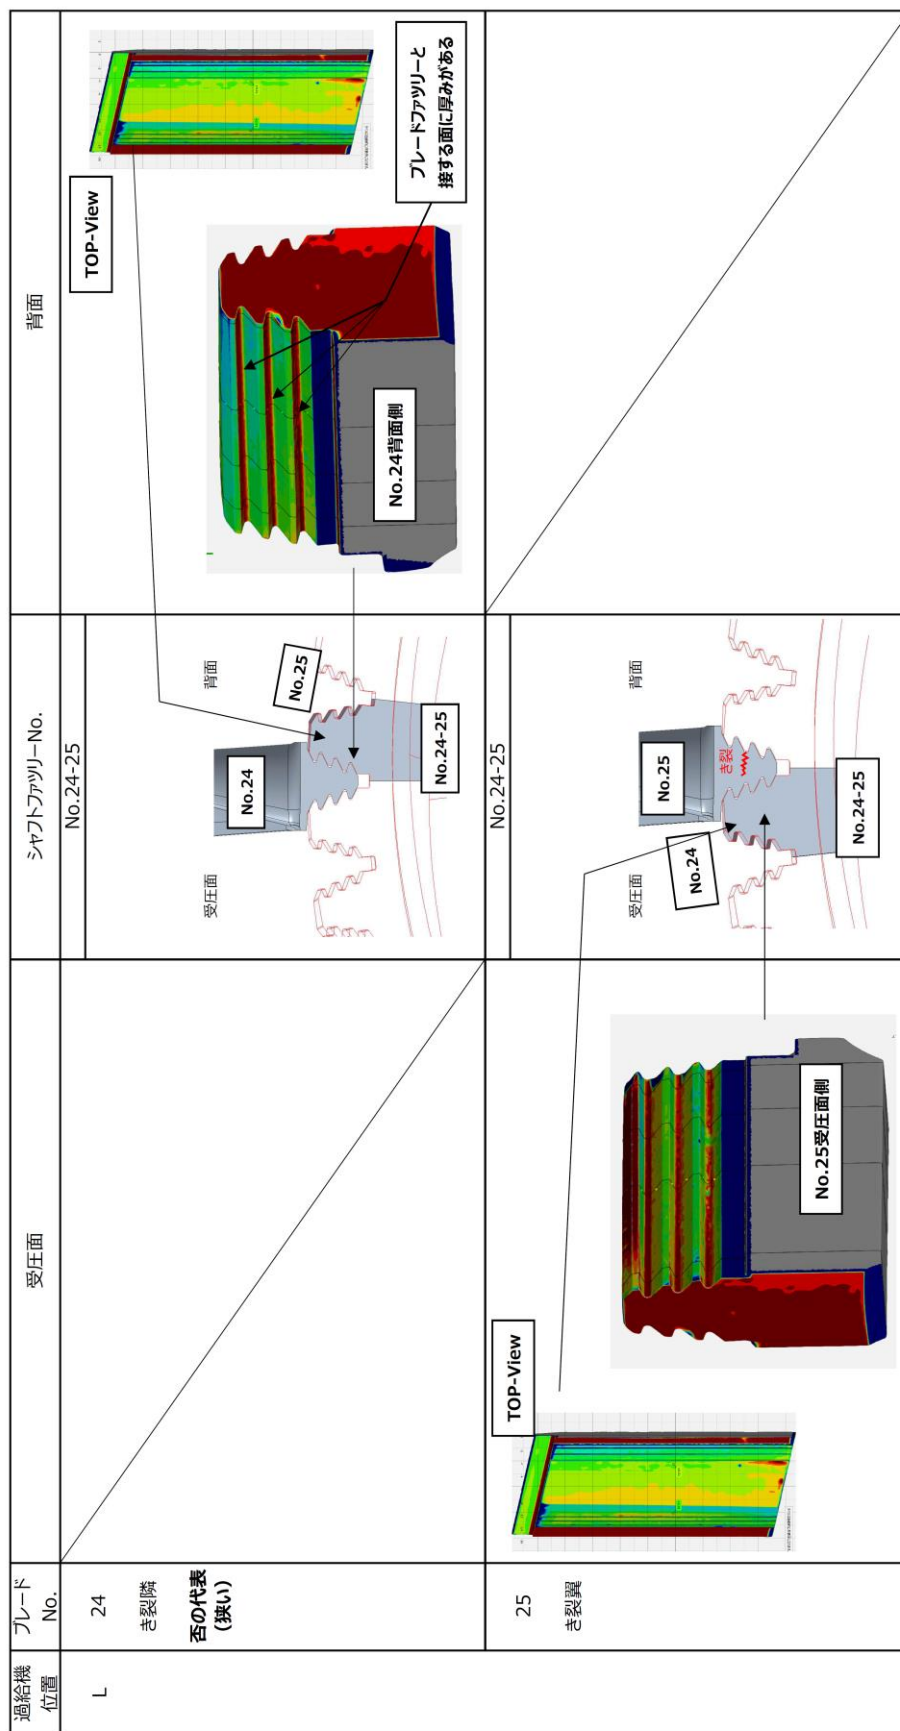 過給機
位置
ブレード
No.
受圧面
シャフトファツリーNo.
背面
L
24
き裂隣
否の代表
(狭い)
No.24-25
受圧面
背面
No.24
No.25
No.24-25
TOP-View
No.24背面側
ブレードファツリーと
接する面に厚みがある
25
き裂翼
TOP-View
No.25受圧面側
No.24-25
受圧面
背面
No.25
No.24
き裂
No.24-25